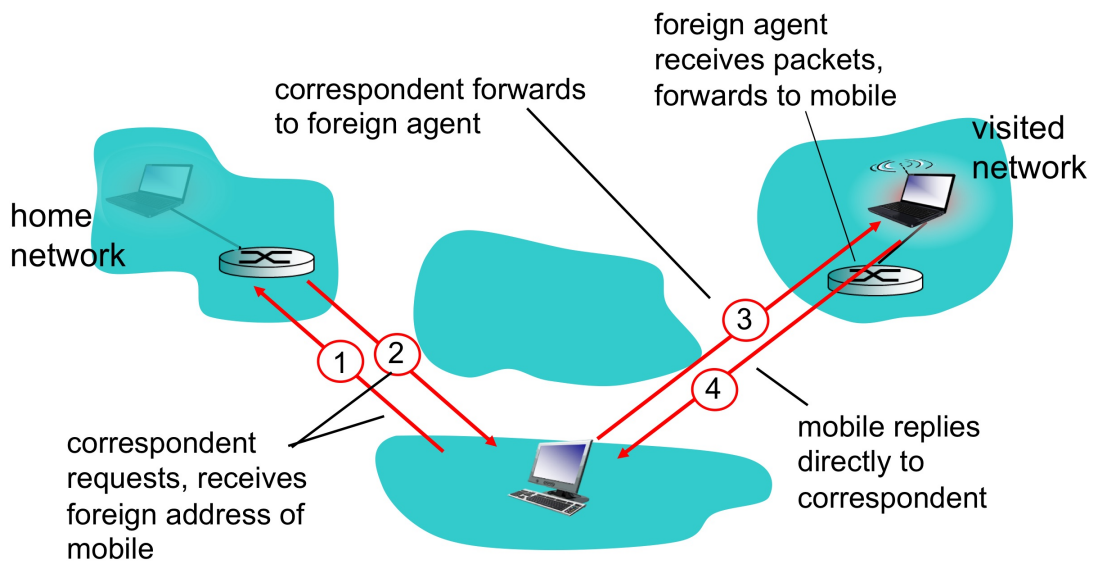 foreign agent
receives packets,
forwards to mobile
correspondent forwards
to foreign agent
visited
network
home
network
3
1
2
4
correspondent
requests, receives
foreign address of
mobile
mobile replies
directly to
correspondent